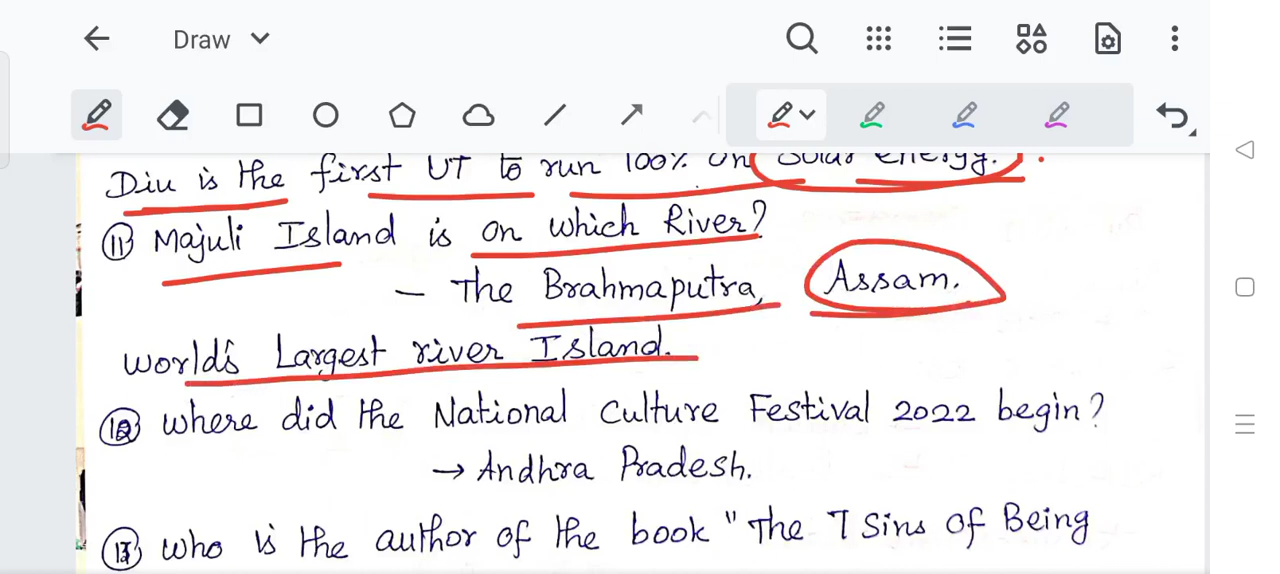 Draw
Diu is the first UT to run 100% on Solar energy.
11 Majuli Island is on which River?
- The Brahmaputra, Assam.
world's Largest river Island.
12 where did the National Culture Festival 2022 begin?
→ Andhra Pradesh.
13 who is the author of the book "The 7 Sins of Being